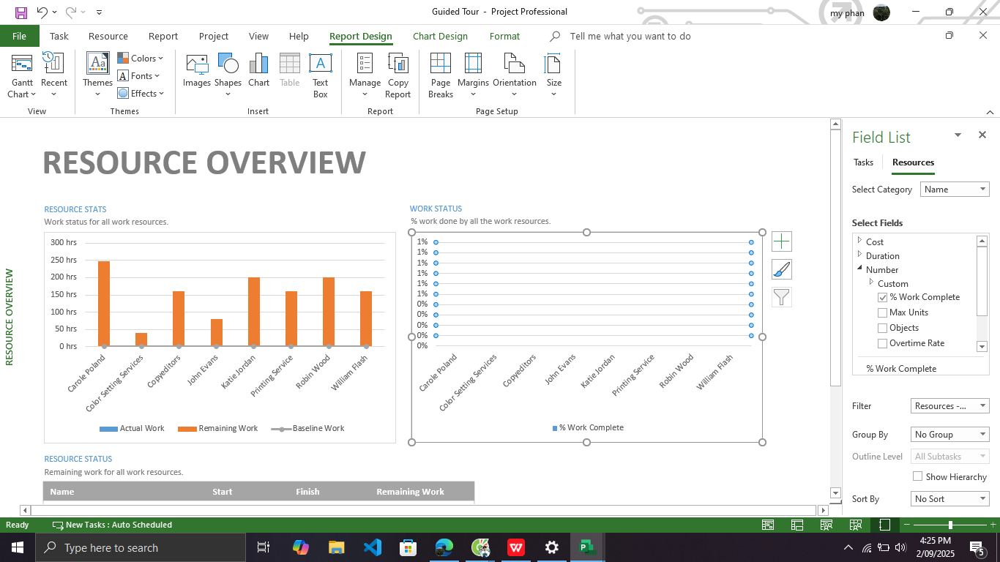 Guided Tour - Project Professional
my phan
File Task Resource Report Project View Help Report Design Chart Design Format Tell me what you want to do
Gantt Chart
Recent
View
Themes
Colors
Fonts
Effects
Themes
Images
Shapes
Chart
Table
Text Box
Insert
Manage
Copy Report
Report
Page Breaks
Margins
Orientation
Size
Page Setup
RESOURCE OVERVIEW
RESOURCE OVERVIEW
RESOURCE STATS
Work status for all work resources.
300 hrs
250 hrs
200 hrs
150 hrs
100 hrs
50 hrs
0 hrs
Carole Poland
Color Setting Services
Copyeditors
John Evans
Katie Jordan
Printing Service
Robin Wood
William Flash
Actual Work Remaining Work Baseline Work
WORK STATUS
% work done by all the work resources.
1%
1%
1%
1%
1%
1%
0%
0%
0%
0%
0%
Carole Poland
Color Setting Services
Copyeditors
John Evans
Katie Jordan
Printing Service
Robin Wood
William Flash
% Work Complete
RESOURCE STATUS
Remaining work for all work resources.
Name Start Finish Remaining Work
Field List
Tasks Resources
Select Category Name
Select Fields
Cost
Duration
Number
Custom
% Work Complete
Max Units
Objects
Overtime Rate
% Work Complete
Filter Resources -...
Group By No Group
Outline Level All Subtasks
Show Hierarchy
Sort By No Sort
Ready New Tasks : Auto Scheduled
Type here to search
4:25 PM
2/09/2025
5